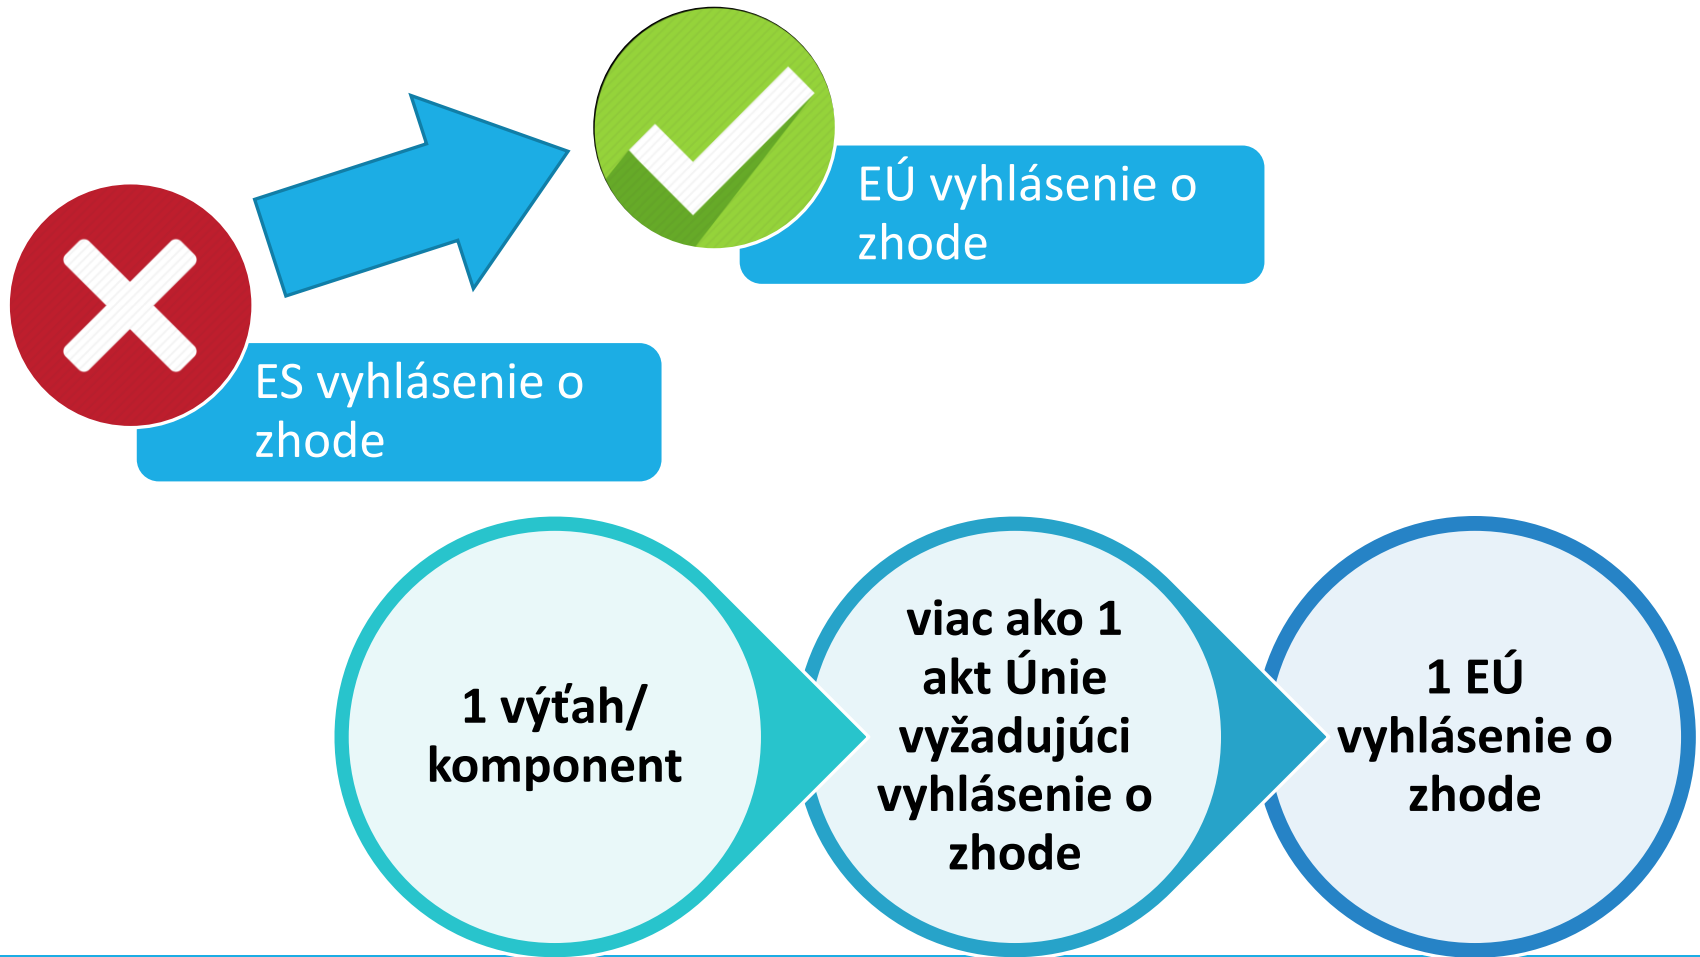 EÚ vyhlásenie o
zhode
ES vyhlásenie o
zhode
1 výťah/
komponent
viac ako 1
akt Únie
vyžadujúci
vyhlásenie o
zhode
1 EÚ
vyhlásenie o
zhode